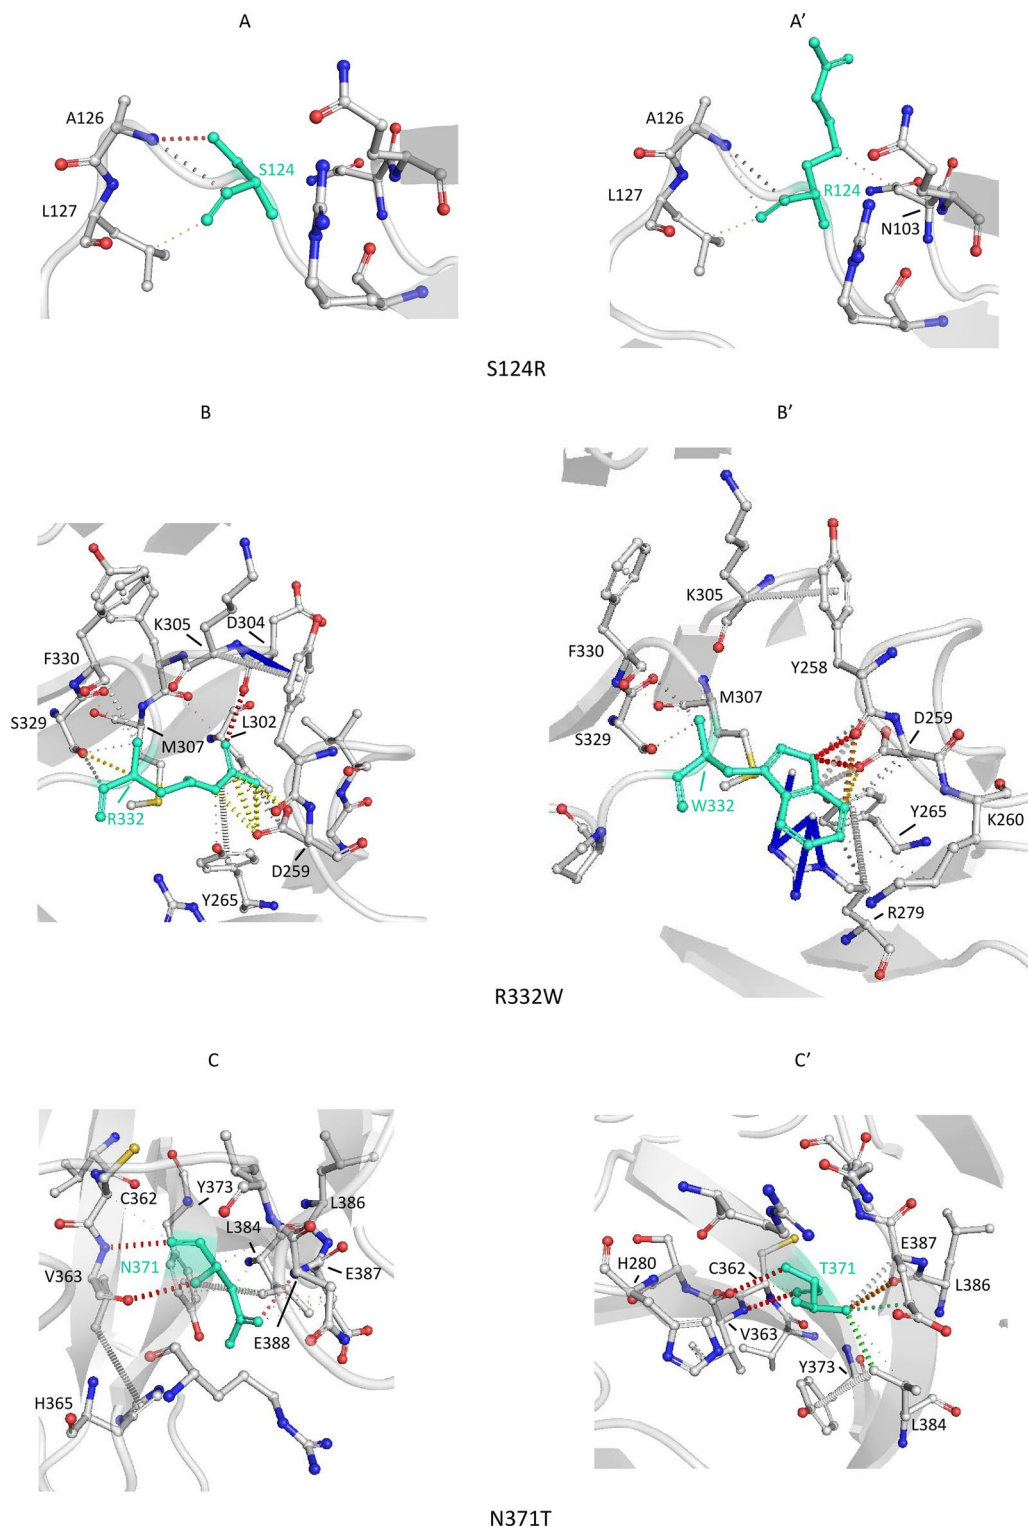 A A’
A126
S124
L127
A126
R124
L127
N103
S124R
B B’
K305
D304
F330
S329
L302
M307
R332
D259
Y265
K305
Y258
F330
M307
D259
S329
W332
Y265
K260
R279
R332W
C C’
Y373
C362
L386
L384
N371
V363
E387
E388
H365
E387
H280
C362
T371
L386
V363
Y373
L384
N371T